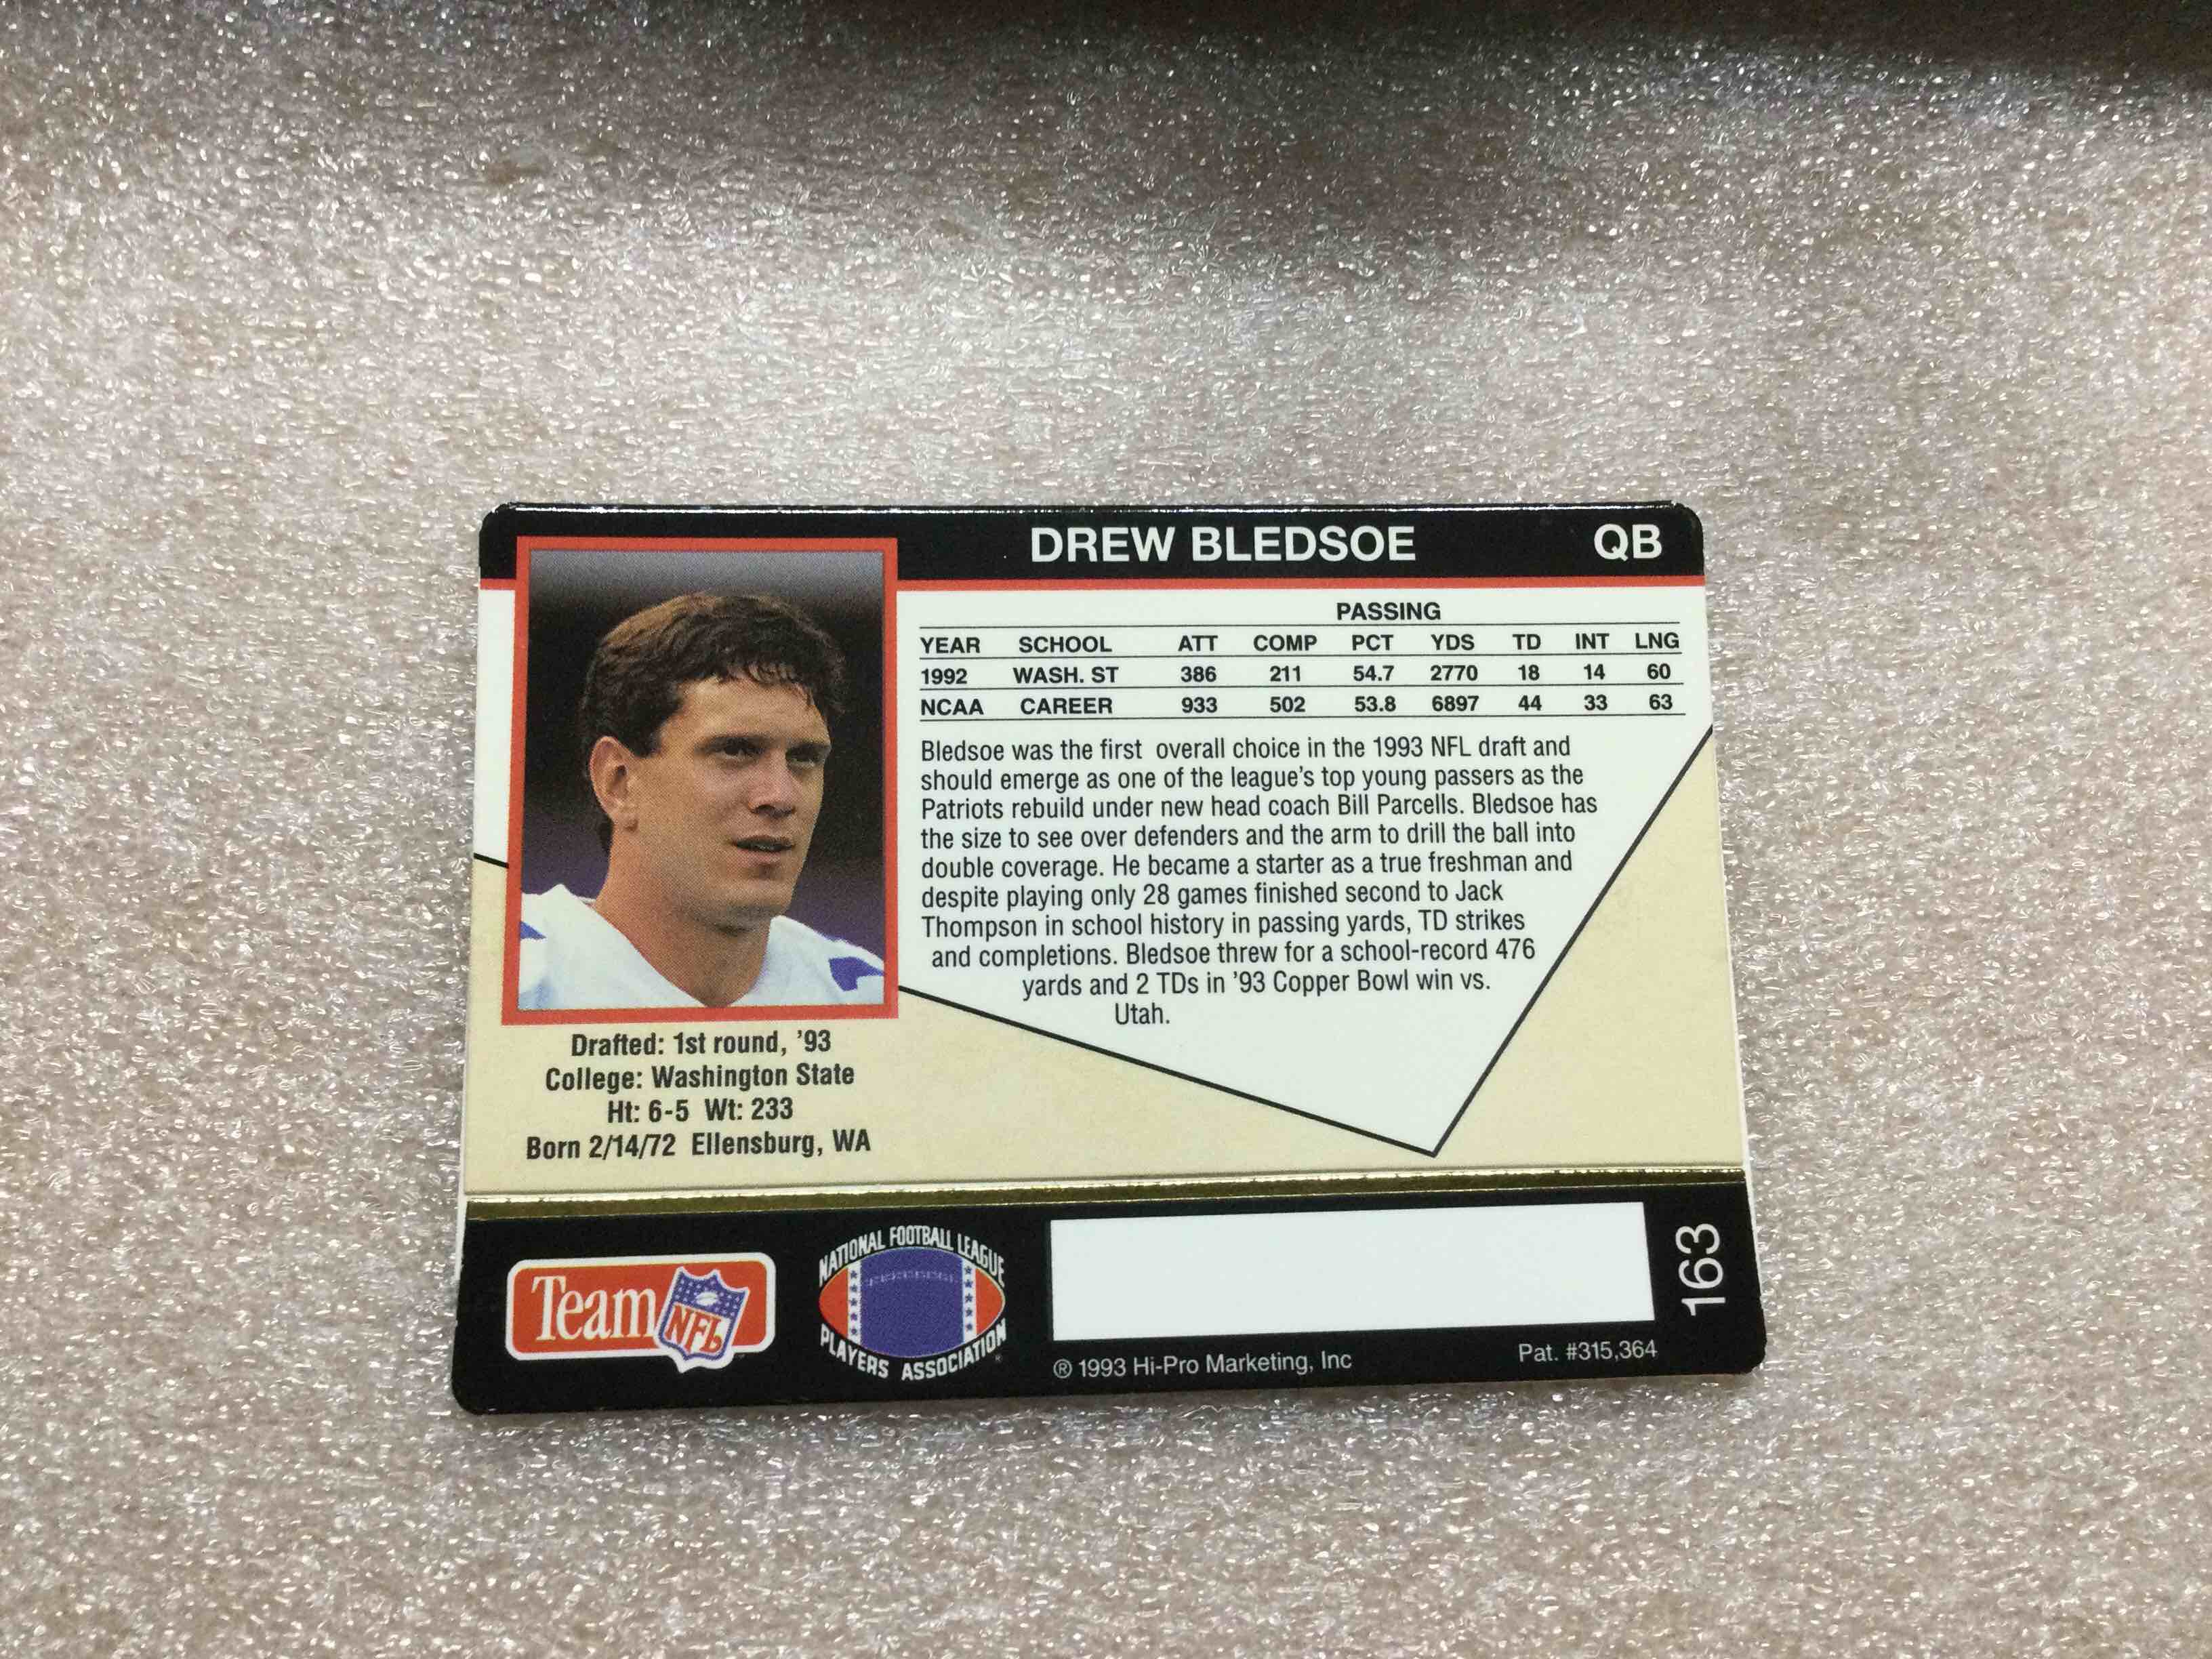 DREW BLEDSOE QB
PASSING
YEAR SCHOOL ATT COMP PCT YDS TD INT LNG
1992 WASH. ST 386 211 54.7 2770 18 14 60
NCAA CAREER 933 502 53.8 6897 44 33 63
Bledsoe was the first overall choice in the 1993 NFL draft and
should emerge as one of the league's top young passers as the
Patriots rebuild under new head coach Bill Parcells. Bledsoe has
the size to see over defenders and the arm to drill the ball into
double coverage. He became a starter as a true freshman and
despite playing only 28 games finished second to Jack
Thompson in school history in passing yards, TD strikes
and completions. Bledsoe threw for a school-record 476
yards and 2 TDs in '93 Copper Bowl win vs.
Utah.
Drafted: 1st round, '93
College: Washington State
Ht: 6-5 Wt: 233
Born 2/14/72 Ellensburg, WA
Team NFL
NATIONAL FOOTBALL LEAGUE
PLAYERS ASSOCIATION
® 1993 Hi-Pro Marketing, Inc
Pat. #315,364
163